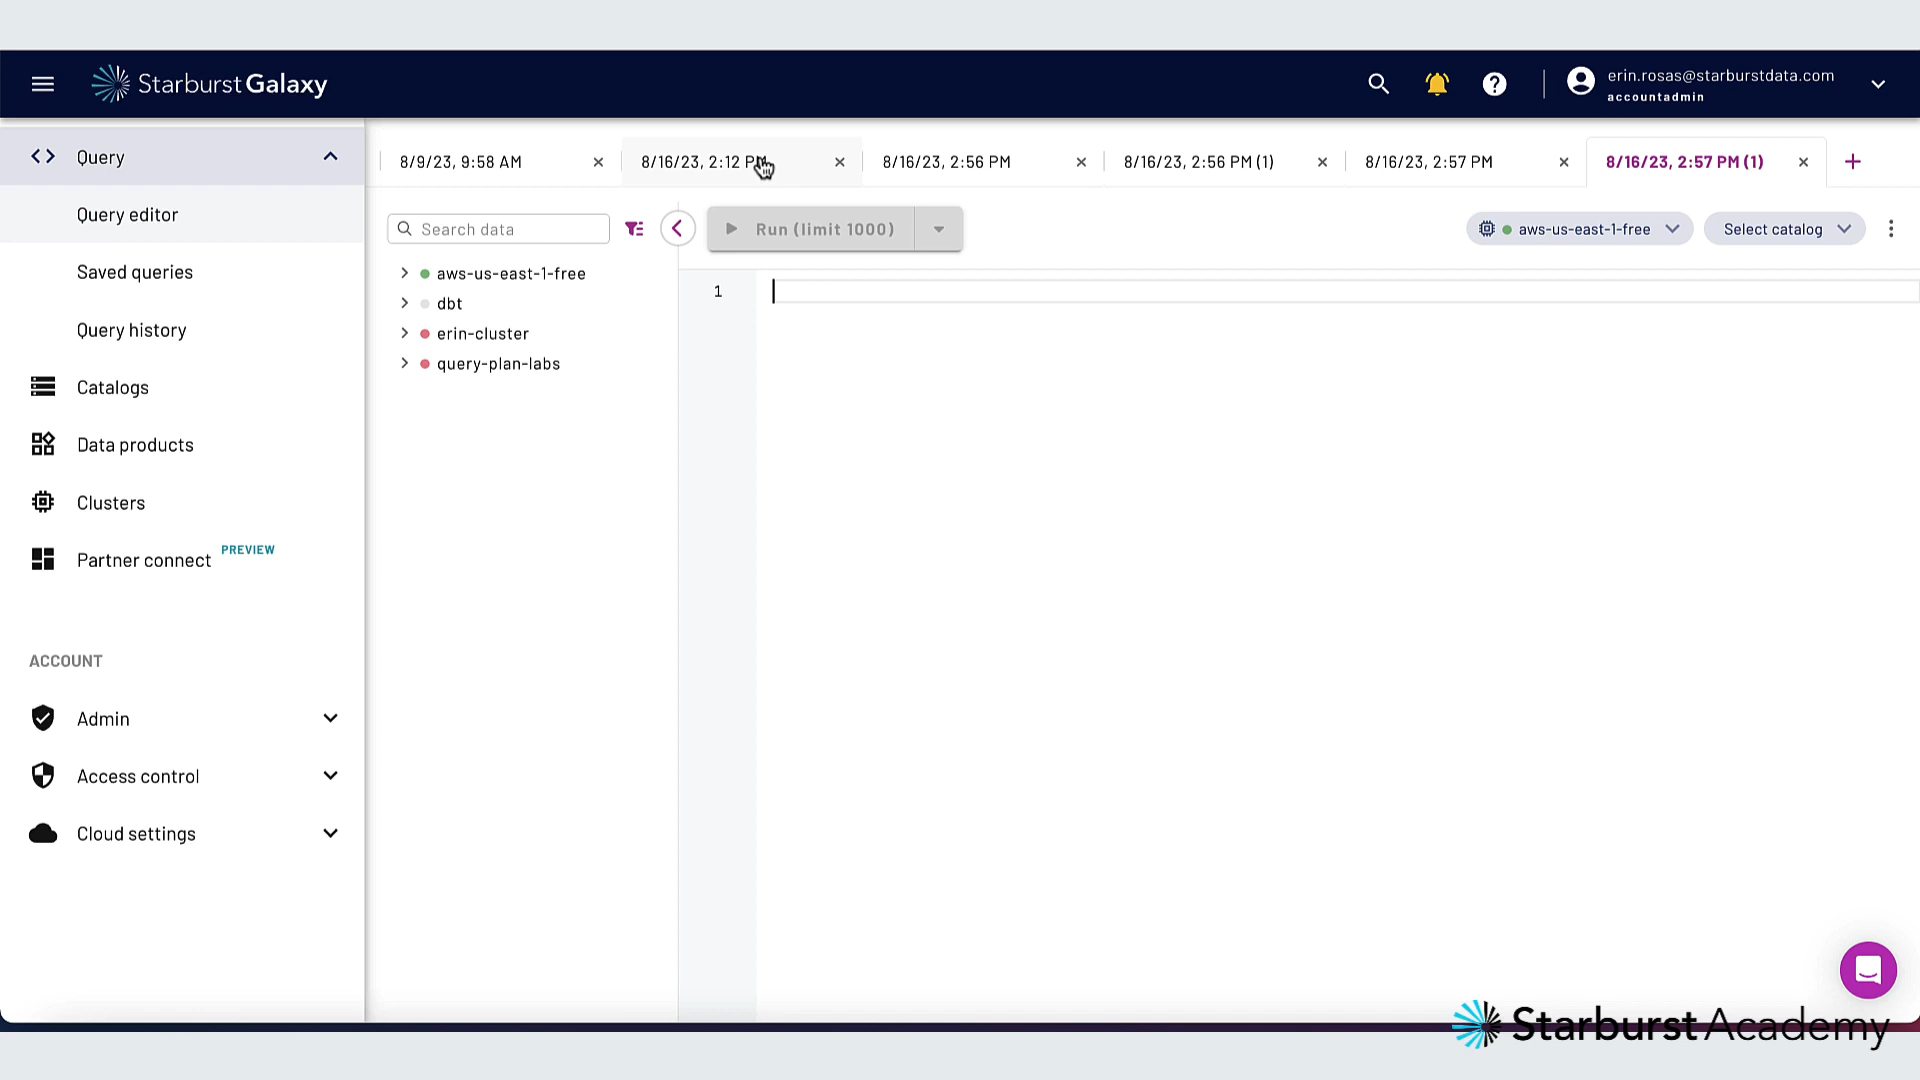 Starburst Galaxy
erin.rosas@starburstdata.com
accountadmin
Query
Query editor
Saved queries
Query history
Catalogs
Data products
Clusters
Partner connect PREVIEW
ACCOUNT
Admin
Access control
Cloud settings
8/9/23, 9:58 AM
8/16/23, 2:12 PM
8/16/23, 2:56 PM
8/16/23, 2:56 PM (1)
8/16/23, 2:57 PM
8/16/23, 2:57 PM (1)
Search data
aws-us-east-1-free
dbt
erin-cluster
query-plan-labs
Run (limit 1000)
aws-us-east-1-free
Select catalog
1
Starburst Academy